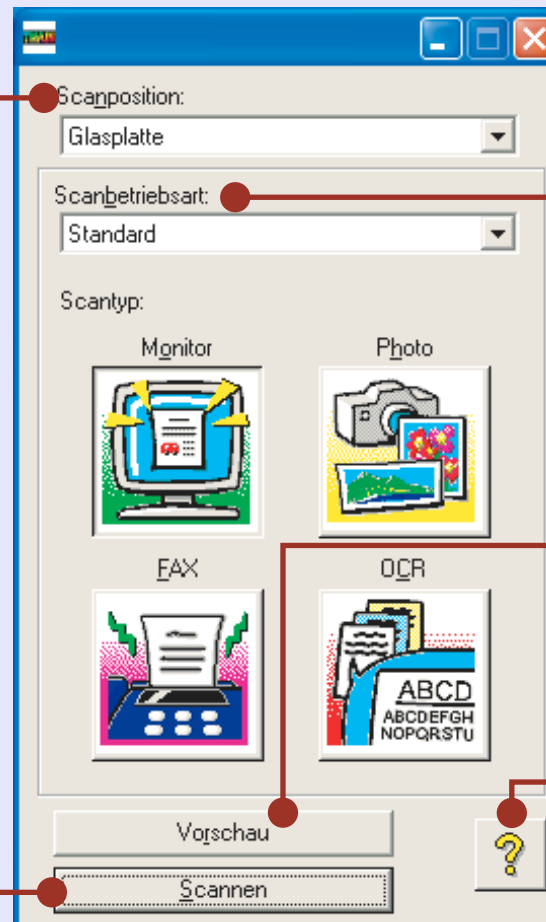 Scanposition:
Glasplatte
Scanbetriebsart:
Standard
Scantyp:
Monitor
Photo
FAX
OCR
ABCD
ABCDEFGH
NOPQRSTU
Vorschau
?
Scannen